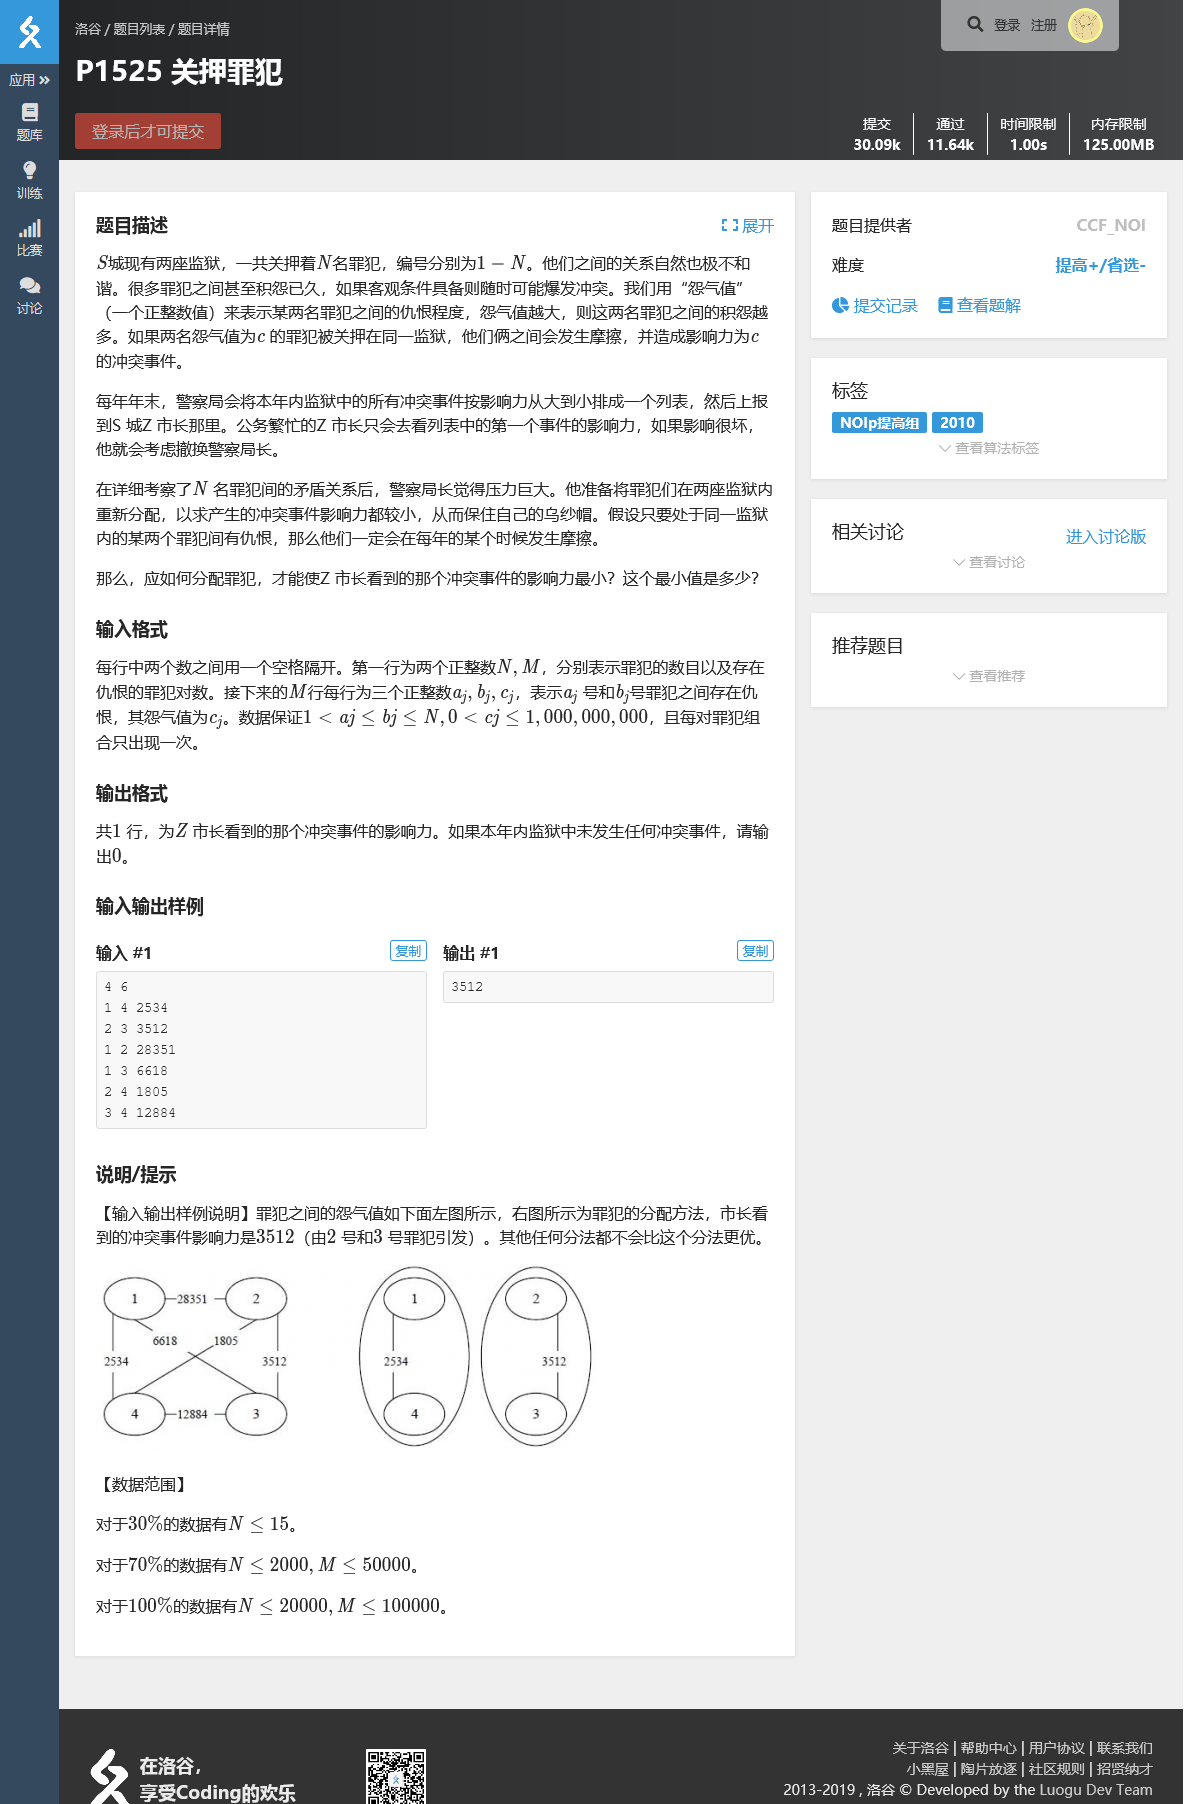 洛谷 / 题目列表 / 题目详情
登录 注册
P1525 关押罪犯
应用
题库
训练
比赛
讨论
登录后才可提交
提交 通过 时间限制 内存限制
30.09k 11.64k 1.00s 125.00MB
题目描述
展开
S城现有两座监狱，一共关押着N名罪犯，编号分别为1 − N。他们之间的关系自然也极不和
谐。很多罪犯之间甚至积怨已久，如果客观条件具备则随时可能爆发冲突。我们用“怨气值”
（一个正整数值）来表示某两名罪犯之间的仇恨程度，怨气值越大，则这两名罪犯之间的积怨越
多。如果两名怨气值为c 的罪犯被关押在同一监狱，他们俩之间会发生摩擦，并造成影响力为c
的冲突事件。
每年年末，警察局会将本年内监狱中的所有冲突事件按影响力从大到小排成一个列表，然后上报
到S 城Z 市长那里。公务繁忙的Z 市长只会去看列表中的第一个事件的影响力，如果影响很坏，
他就会考虑撤换警察局长。
在详细考察了N 名罪犯间的矛盾关系后，警察局长觉得压力巨大。他准备将罪犯们在两座监狱内
重新分配，以求产生的冲突事件影响力都较小，从而保住自己的乌纱帽。假设只要处于同一监狱
内的某两个罪犯间有仇恨，那么他们一定会在每年的某个时候发生摩擦。
那么，应如何分配罪犯，才能使Z 市长看到的那个冲突事件的影响力最小？这个最小值是多少？
输入格式
每行中两个数之间用一个空格隔开。第一行为两个正整数N, M，分别表示罪犯的数目以及存在
仇恨的罪犯对数。接下来的M行每行为三个正整数aj, bj, cj，表示aj 号和bj号罪犯之间存在仇
恨，其怨气值为cj。数据保证1 < aj ≤ bj ≤ N, 0 < cj ≤ 1,000,000,000，且每对罪犯组
合只出现一次。
输出格式
共1 行，为Z 市长看到的那个冲突事件的影响力。如果本年内监狱中未发生任何冲突事件，请输
出0。
输入输出样例
输入 #1
复制
4 6
1 4 2534
2 3 3512
1 2 28351
1 3 6618
2 4 1805
3 4 12884
输出 #1
复制
3512
说明/提示
【输入输出样例说明】罪犯之间的怨气值如下面左图所示，右图所示为罪犯的分配方法，市长看
到的冲突事件影响力是3512（由2 号和3 号罪犯引发）。其他任何分法都不会比这个分法更优。
1 28351 2 1 2
6618 1805
2534 3512 2534 3512
4 12884 3 4 3
【数据范围】
对于30%的数据有N ≤ 15。
对于70%的数据有N ≤ 2000, M ≤ 50000。
对于100%的数据有N ≤ 20000, M ≤ 100000。
题目提供者 CCF_NOI
难度 提高+/省选-
提交记录 查看题解
标签
NOIp提高组 2010
查看算法标签
相关讨论 进入讨论版
查看讨论
推荐题目
查看推荐
在洛谷，
享受Coding的欢乐
关于洛谷 | 帮助中心 | 用户协议 | 联系我们
小黑屋 | 陶片放逐 | 社区规则 | 招贤纳才
2013-2019 , 洛谷 © Developed by the Luogu Dev Team